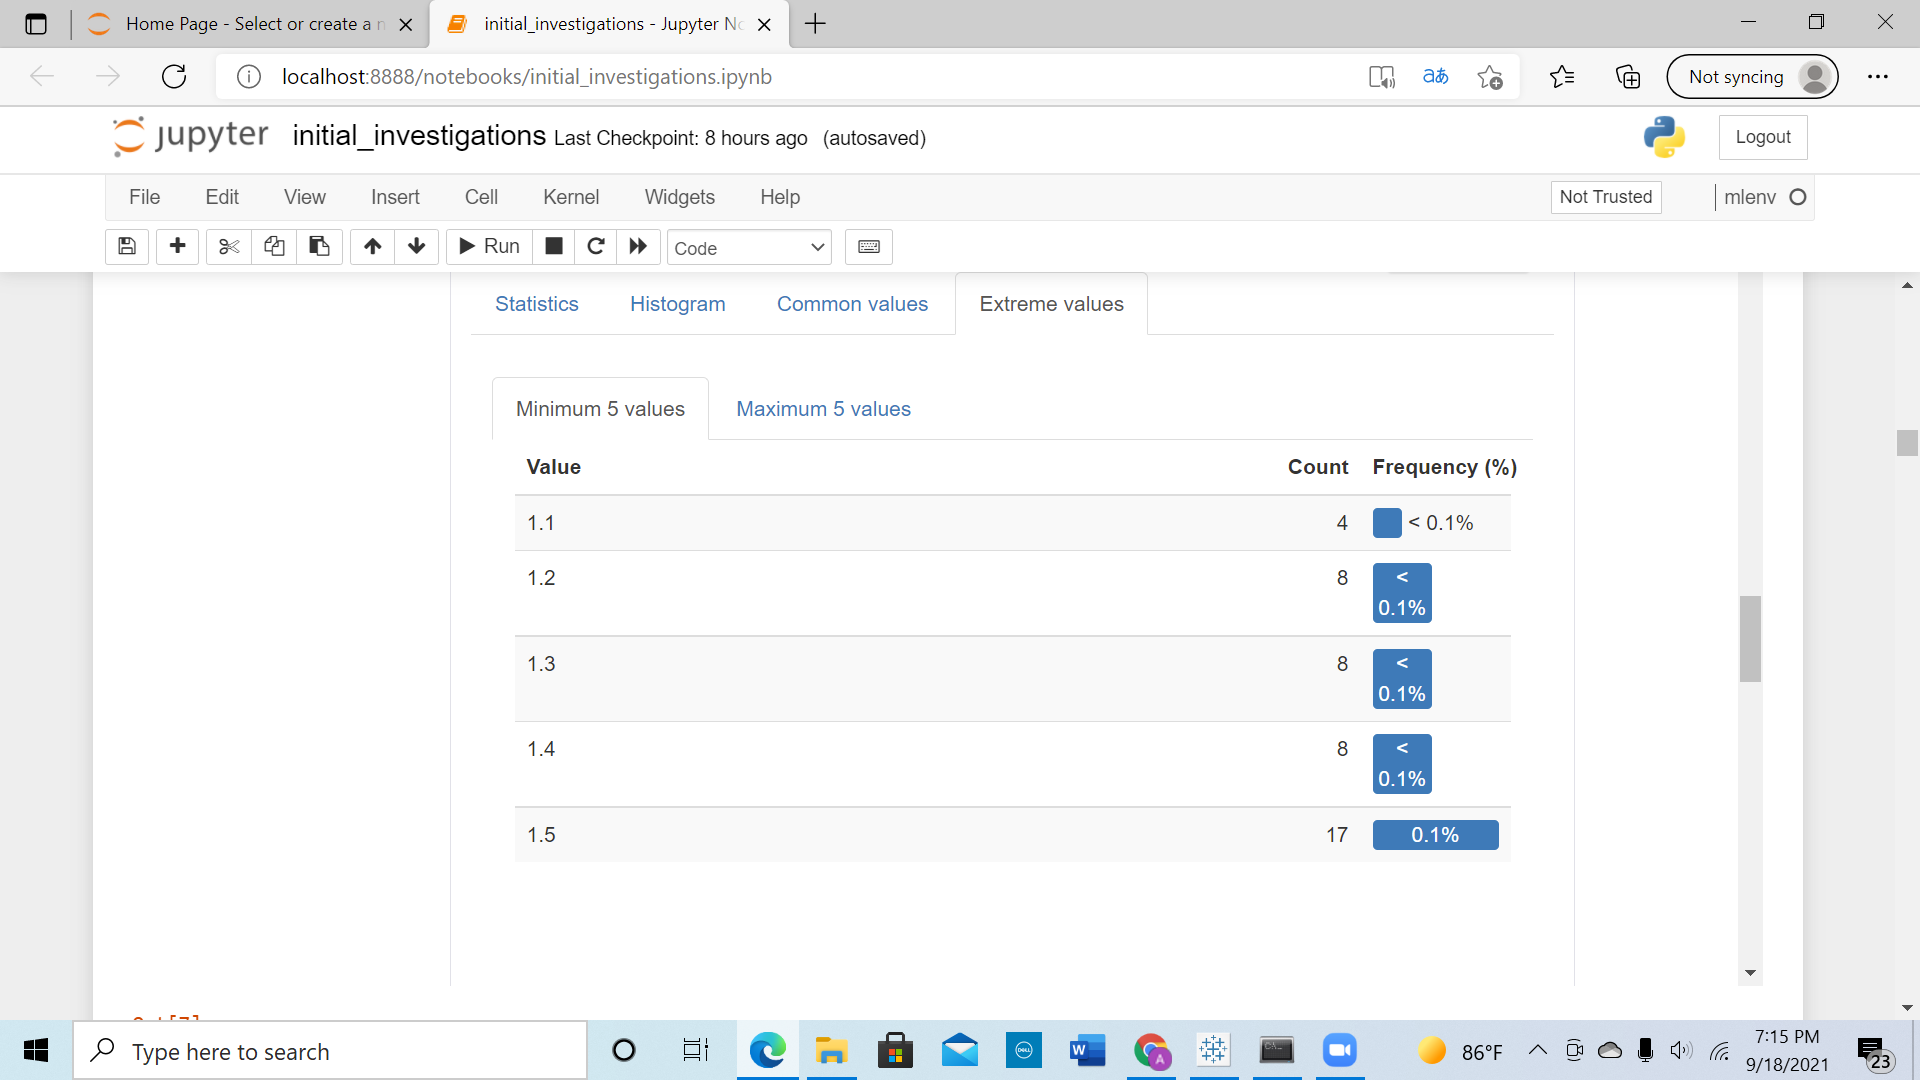 Home Page - Select or create a n
initial_investigations - Jupyter No
localhost:8888/notebooks/initial_investigations.ipynb
aあ
Not syncing
jupyter initial_investigations Last Checkpoint: 8 hours ago (autosaved)
Logout
File Edit View Insert Cell Kernel Widgets Help
Not Trusted
mlenv
Run
Code
Statistics Histogram Common values Extreme values
Minimum 5 values Maximum 5 values
Value Count Frequency (%)
1.1 4 < 0.1%
1.2 8 <
0.1%
1.3 8 <
0.1%
1.4 8 <
0.1%
1.5 17 0.1%
Type here to search
DELL
W
C:\_
A
86°F
7:15 PM
9/18/2021
23